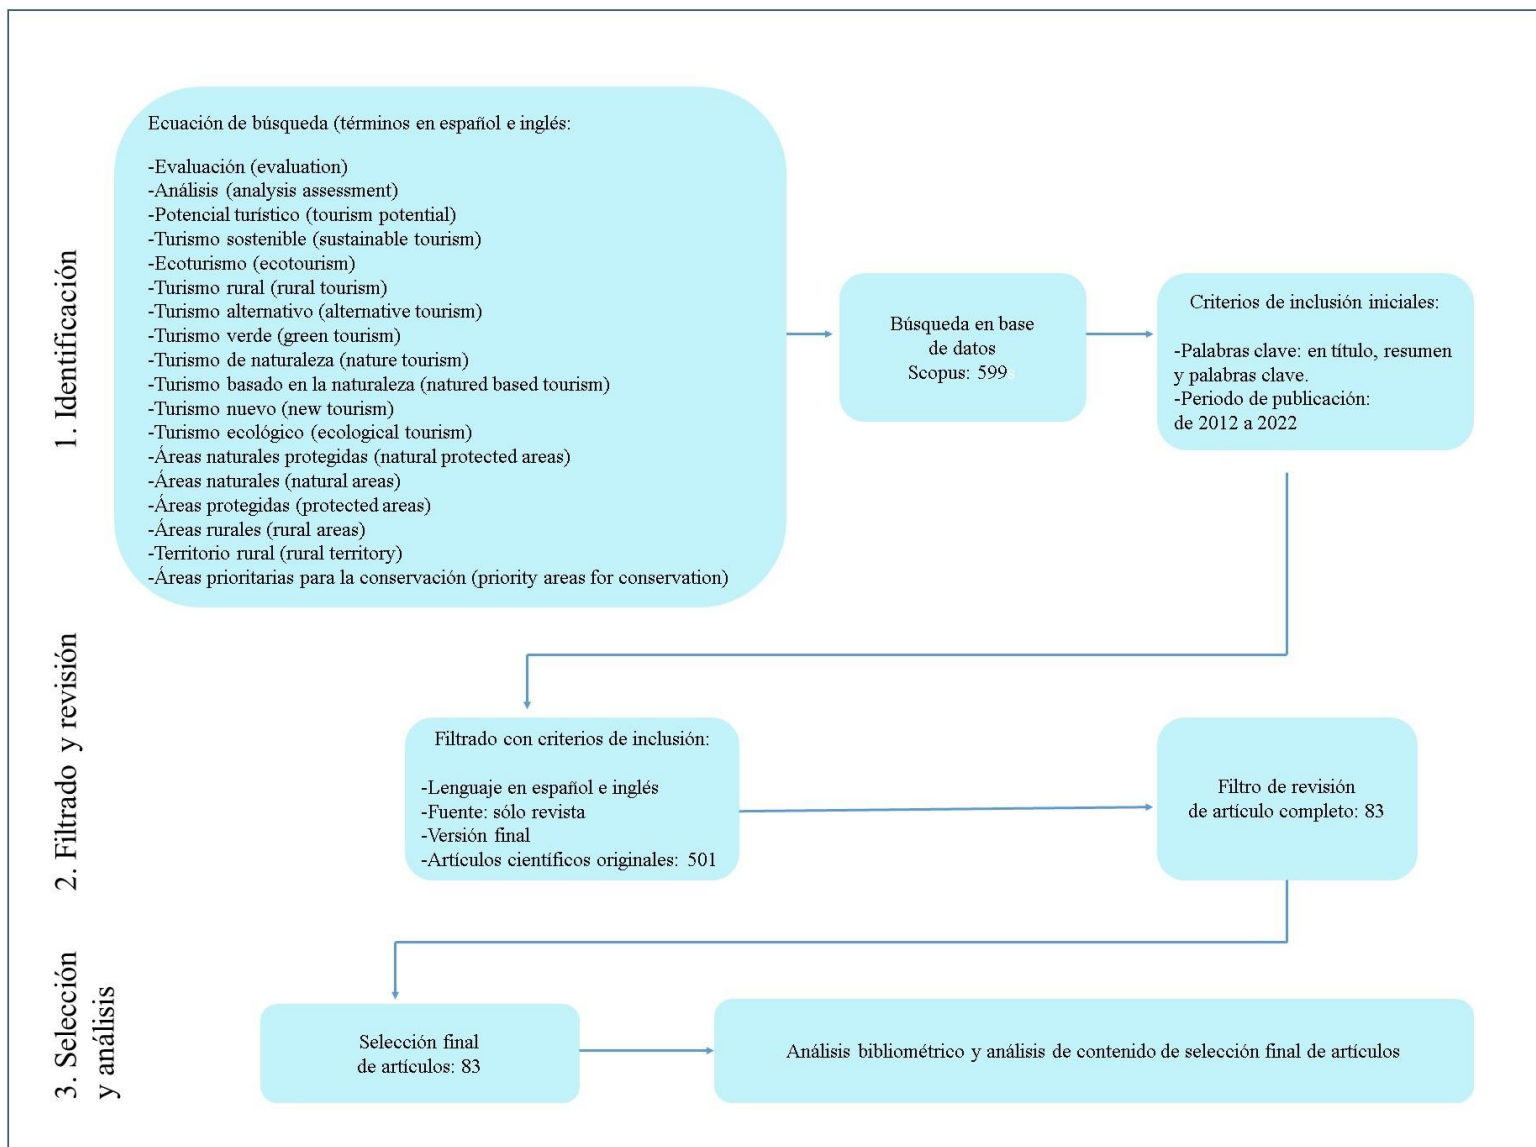 1. Identificación
Ecuación de búsqueda (términos en español e inglés:
-Evaluación (evaluation)
-Análisis (analysis assessment)
-Potencial turístico (tourism potential)
-Turismo sostenible (sustainable tourism)
-Ecoturismo (ecotourism)
-Turismo rural (rural tourism)
-Turismo alternativo (alternative tourism)
-Turismo verde (green tourism)
-Turismo de naturaleza (nature tourism)
-Turismo basado en la naturaleza (natured based tourism)
-Turismo nuevo (new tourism)
-Turismo ecológico (ecological tourism)
-Áreas naturales protegidas (natural protected areas)
-Áreas naturales (natural areas)
-Áreas protegidas (protected areas)
-Áreas rurales (rural areas)
-Territorio rural (rural territory)
-Áreas prioritarias para la conservación (priority areas for conservation)
Búsqueda en base
de datos
Scopus: 599s
Criterios de inclusión iniciales:
-Palabras clave: en título, resumen
y palabras clave.
-Periodo de publicación:
de 2012 a 2022
2. Filtrado y revisión
Filtrado con criterios de inclusión:
-Lenguaje en español e inglés
-Fuente: sólo revista
-Versión final
-Artículos científicos originales: 501
Filtro de revisión
de artículo completo: 83
3. Selección
y análisis
Selección final
de artículos: 83
Análisis bibliométrico y análisis de contenido de selección final de artículos